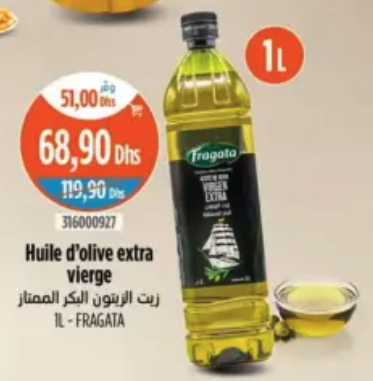 1L
وفر
51,00 Dhs
68,90 Dhs
119,90 Dhs
316000927
Fragata
VIRGEN
EXTRA
Huile d'olive extra
vierge
زيت الزيتون البكر الممتاز
1L - FRAGATA